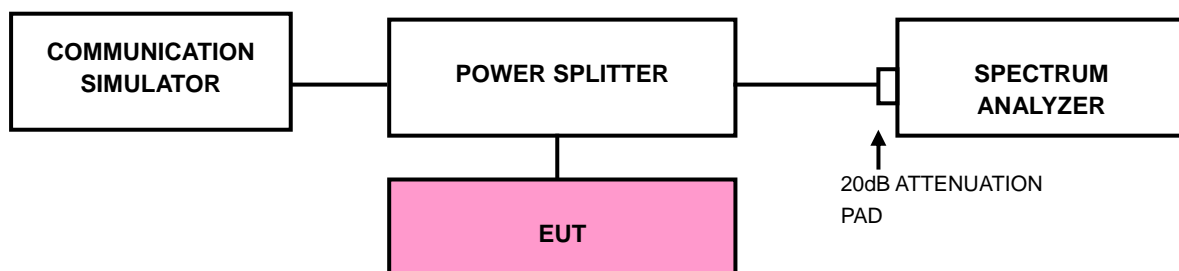 COMMUNICATION
SIMULATOR
POWER SPLITTER
SPECTRUM
ANALYZER
20dB ATTENUATION
PAD
EUT